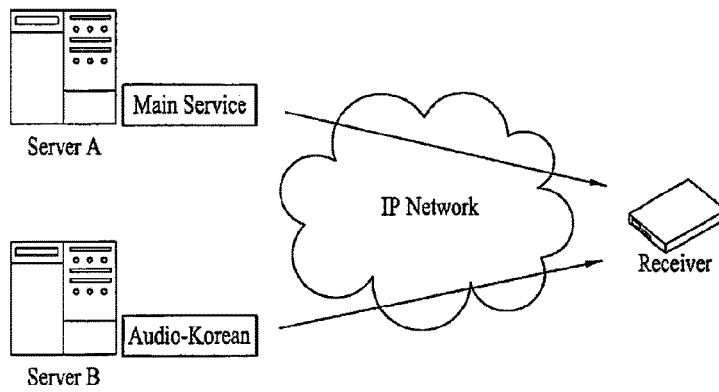 Main Service
Server A
IP Network
Receiver
Audio-Korean
Server B